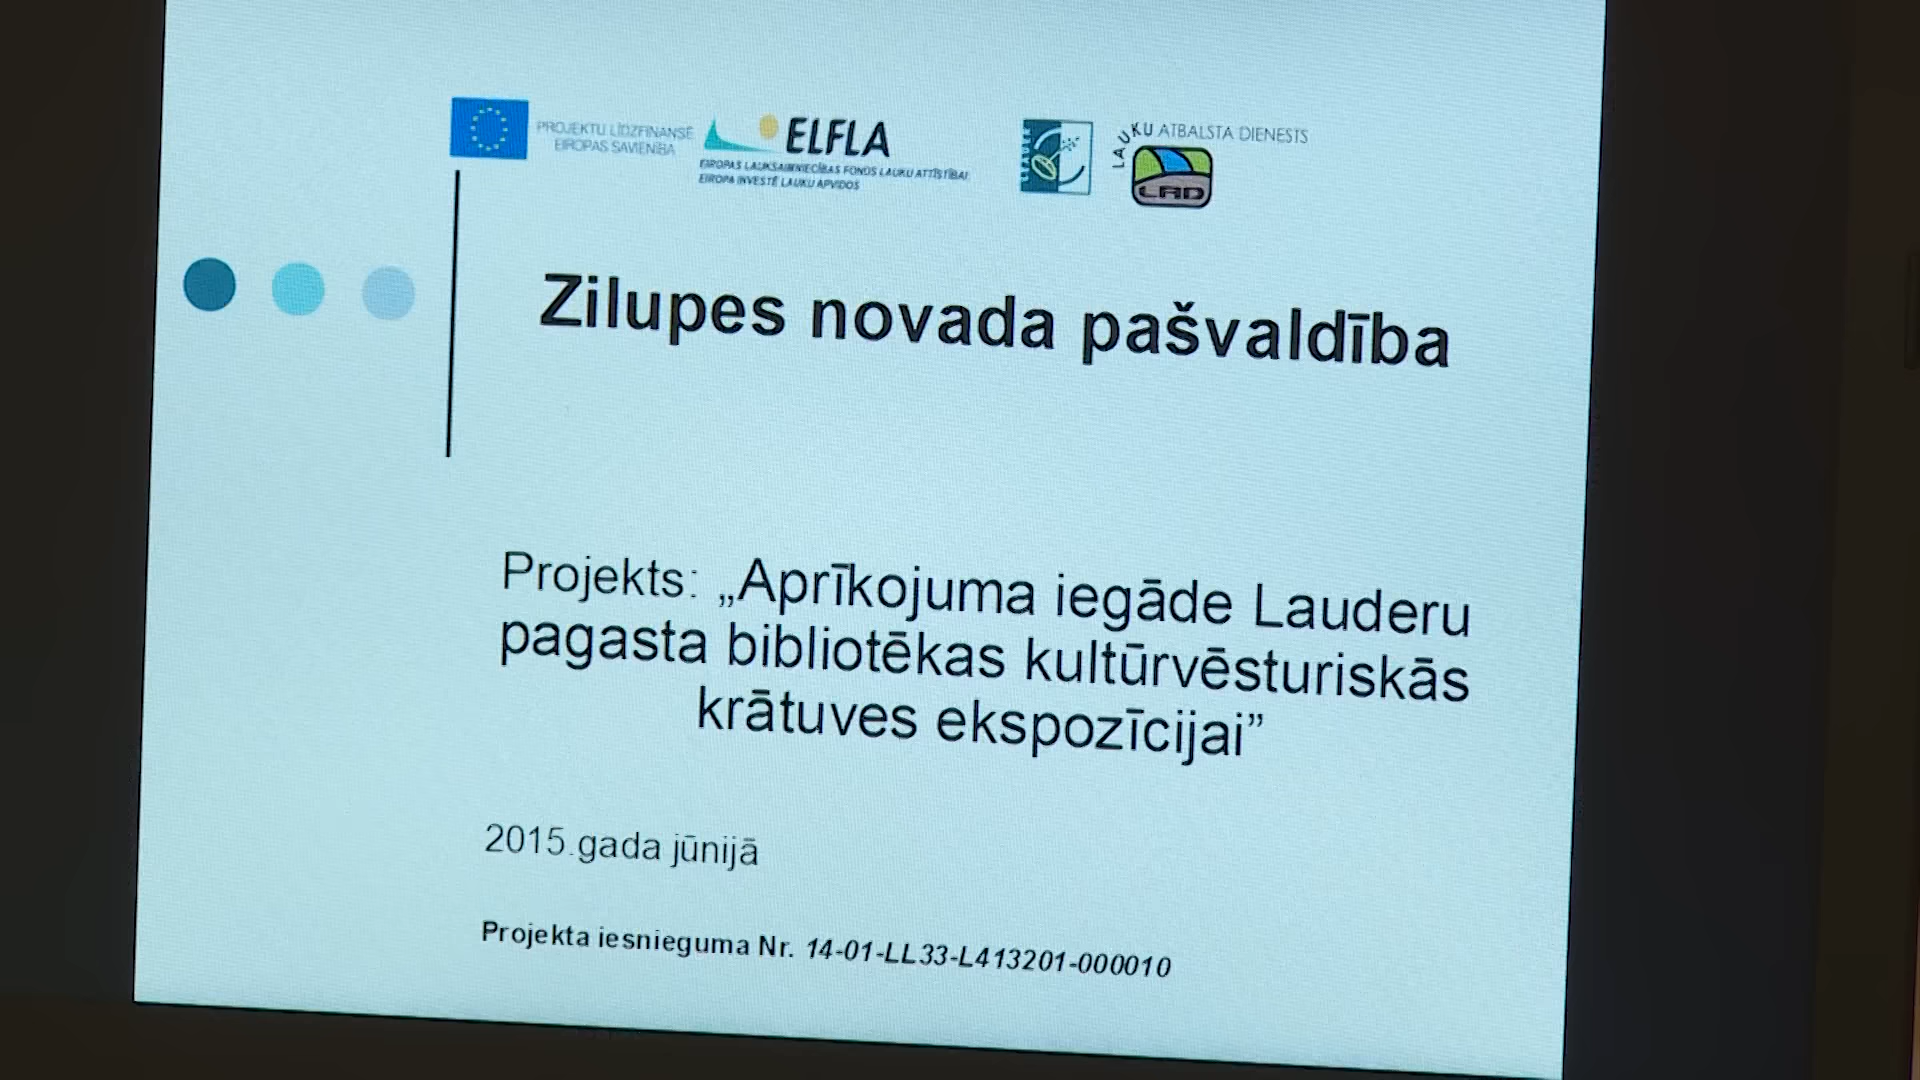 PROJEKTU LĪDZFINANSĒ
EIROPAS SAVIENĪBA
ELFLA
EIROPAS LAUKSAIMNIECĪBAS FONDS LAUKU ATTĪSTĪBAI
EIROPA INVESTĒ LAUKU APVIDOS
LEADER
LAUKU ATBALSTA DIENESTS
LAD
Zilupes novada pašvaldība
Projekts: „Aprīkojuma iegāde Lauderu
pagasta bibliotēkas kultūrvēsturiskās
krātuves ekspozīcijai”
2015.gada jūnijā
Projekta iesnieguma Nr. 14-01-LL33-L413201-000010